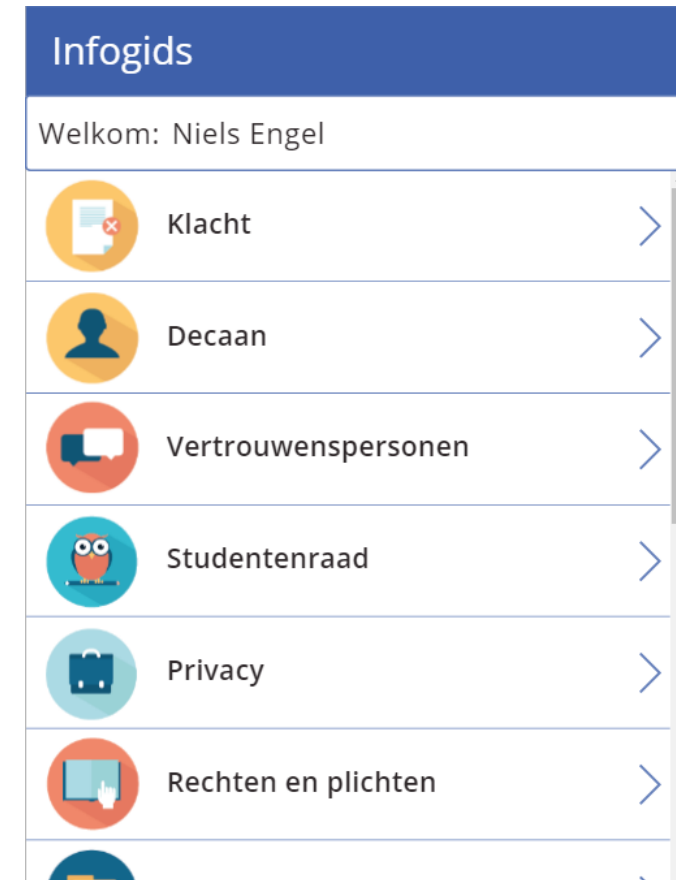 Infogids
Welkom: Niels Engel
Klacht
Decaan
Vertrouwenspersonen
Studentenraad
Privacy
Rechten en plichten